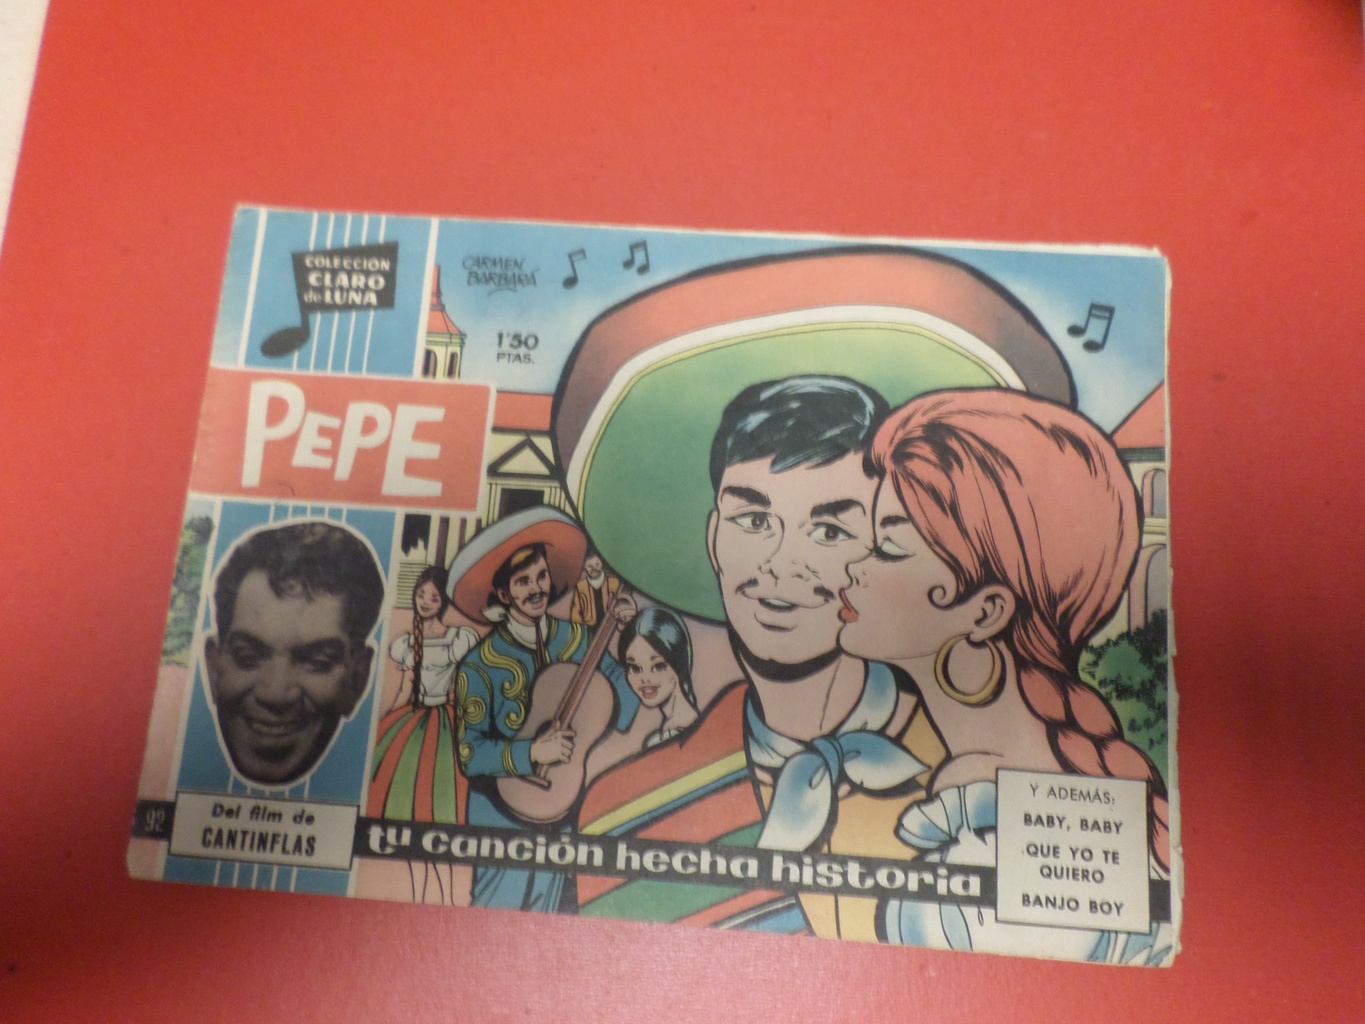 COLECCION
CLARO
de LUNA
CARMEN
BARBARÁ
1'50
PTAS.
PEPE
92
Del film de
CANTINFLAS
tu canción hecha historia
Y ADEMÁS:
BABY, BABY
QUE YO TE
QUIERO
BANJO BOY